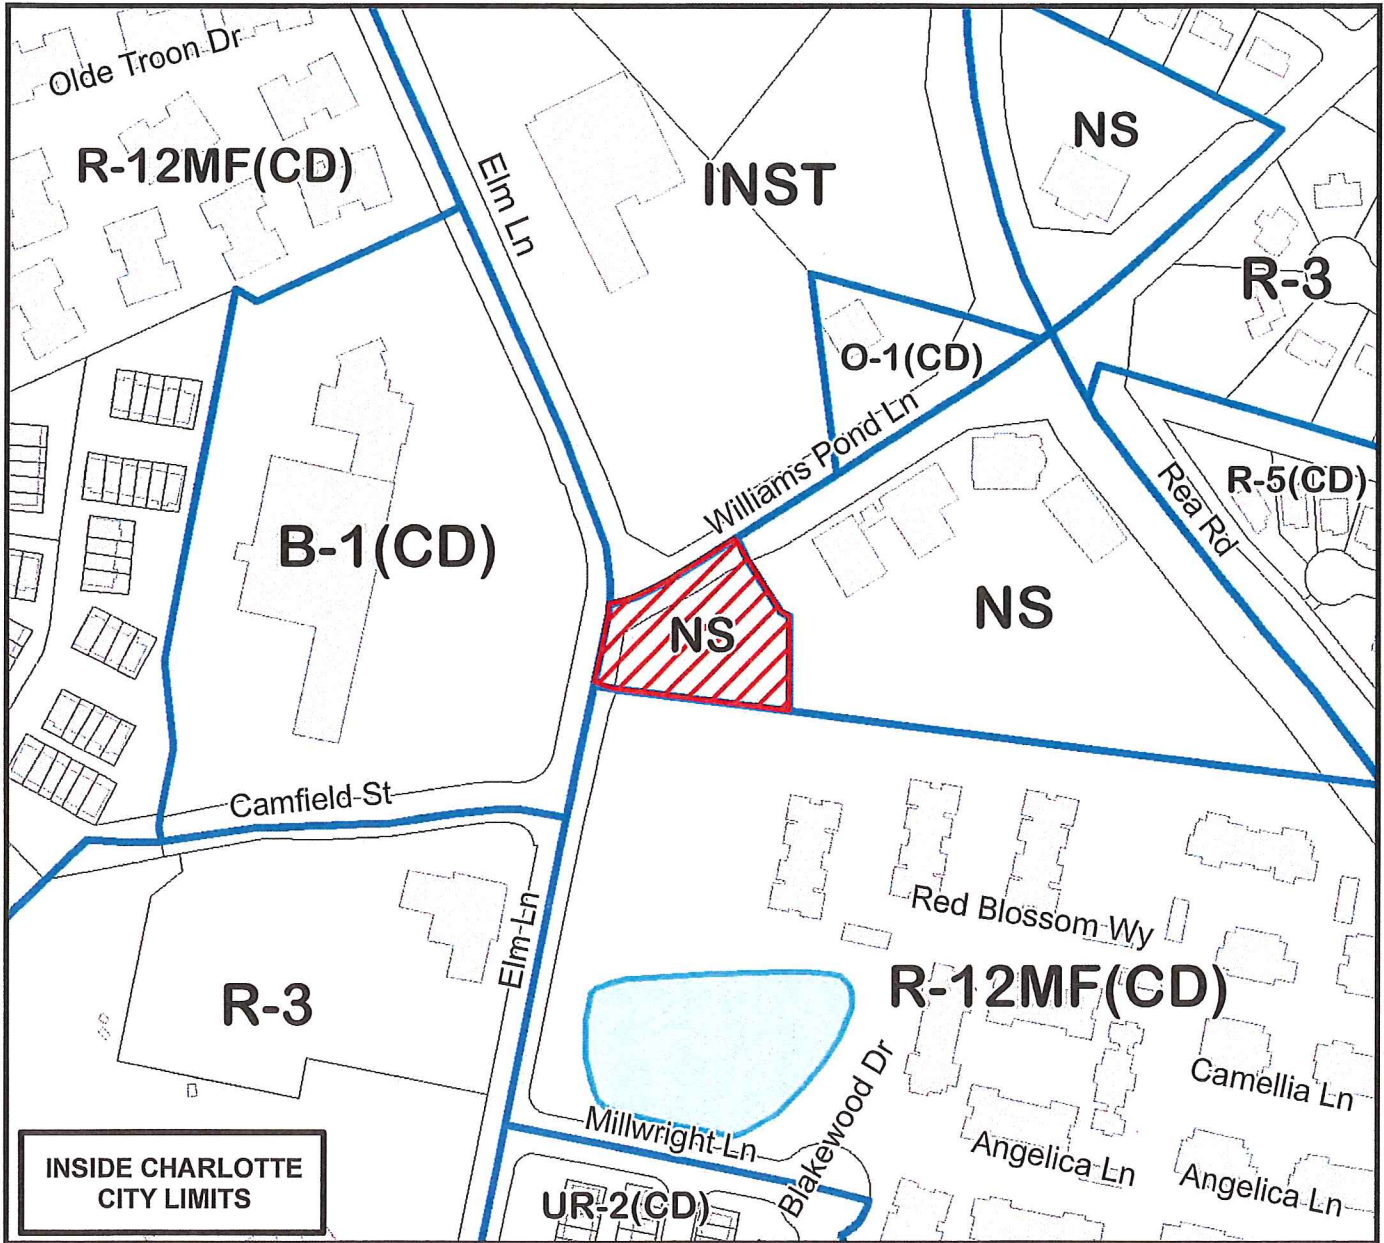 Olde Troon Dr
R-12MF(CD)
Elm Ln
INST
NS
R-3
O-1(CD)
Williams Pond Ln
R-5(CD)
Rea Rd
B-1(CD)
NS
NS
Camfield St
Elm Ln
Red Blossom Wy
R-12MF(CD)
R-3
Camellia Ln
Blakewood Dr
Millwright Ln
Angelica Ln
Angelica Ln
UR-2(CD)
INSIDE CHARLOTTE
CITY LIMITS